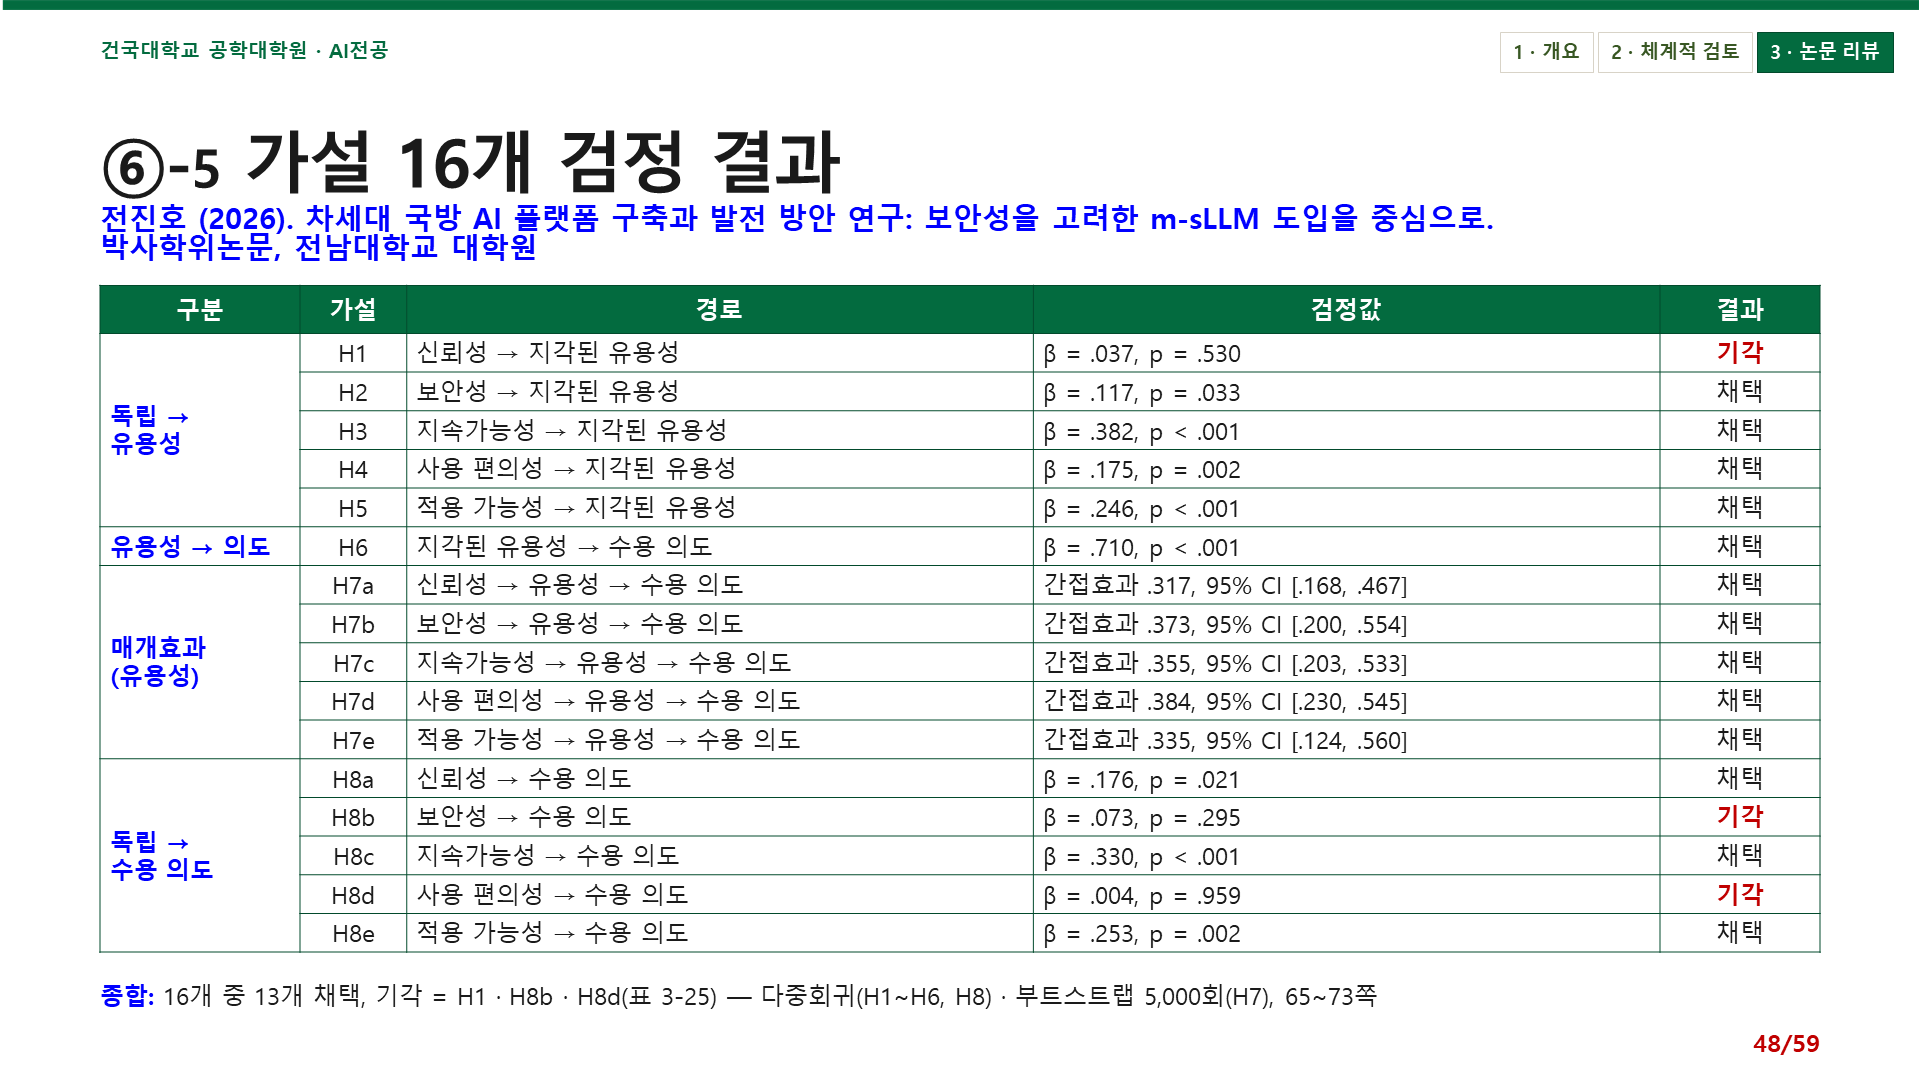 건국대학교 공학대학원 · AI전공
1 · 개요
2 · 체계적 검토
3 · 논문 리뷰
⑥-5 가설 16개 검정 결과
전진호 (2026). 차세대 국방 AI 플랫폼 구축과 발전 방안 연구: 보안성을 고려한 m-sLLM 도입을 중심으로.
박사학위논문, 전남대학교 대학원
구분 가설 경로 검정값 결과
독립 →
유용성
H1 신뢰성 → 지각된 유용성 β = .037, p = .530 기각
H2 보안성 → 지각된 유용성 β = .117, p = .033 채택
H3 지속가능성 → 지각된 유용성 β = .382, p < .001 채택
H4 사용 편의성 → 지각된 유용성 β = .175, p = .002 채택
H5 적용 가능성 → 지각된 유용성 β = .246, p < .001 채택
유용성 → 의도 H6 지각된 유용성 → 수용 의도 β = .710, p < .001 채택
매개효과
(유용성)
H7a 신뢰성 → 유용성 → 수용 의도 간접효과 .317, 95% CI [.168, .467] 채택
H7b 보안성 → 유용성 → 수용 의도 간접효과 .373, 95% CI [.200, .554] 채택
H7c 지속가능성 → 유용성 → 수용 의도 간접효과 .355, 95% CI [.203, .533] 채택
H7d 사용 편의성 → 유용성 → 수용 의도 간접효과 .384, 95% CI [.230, .545] 채택
H7e 적용 가능성 → 유용성 → 수용 의도 간접효과 .335, 95% CI [.124, .560] 채택
독립 →
수용 의도
H8a 신뢰성 → 수용 의도 β = .176, p = .021 채택
H8b 보안성 → 수용 의도 β = .073, p = .295 기각
H8c 지속가능성 → 수용 의도 β = .330, p < .001 채택
H8d 사용 편의성 → 수용 의도 β = .004, p = .959 기각
H8e 적용 가능성 → 수용 의도 β = .253, p = .002 채택
종합: 16개 중 13개 채택, 기각 = H1 · H8b · H8d(표 3-25) — 다중회귀(H1~H6, H8) · 부트스트랩 5,000회(H7), 65~73쪽
48/59